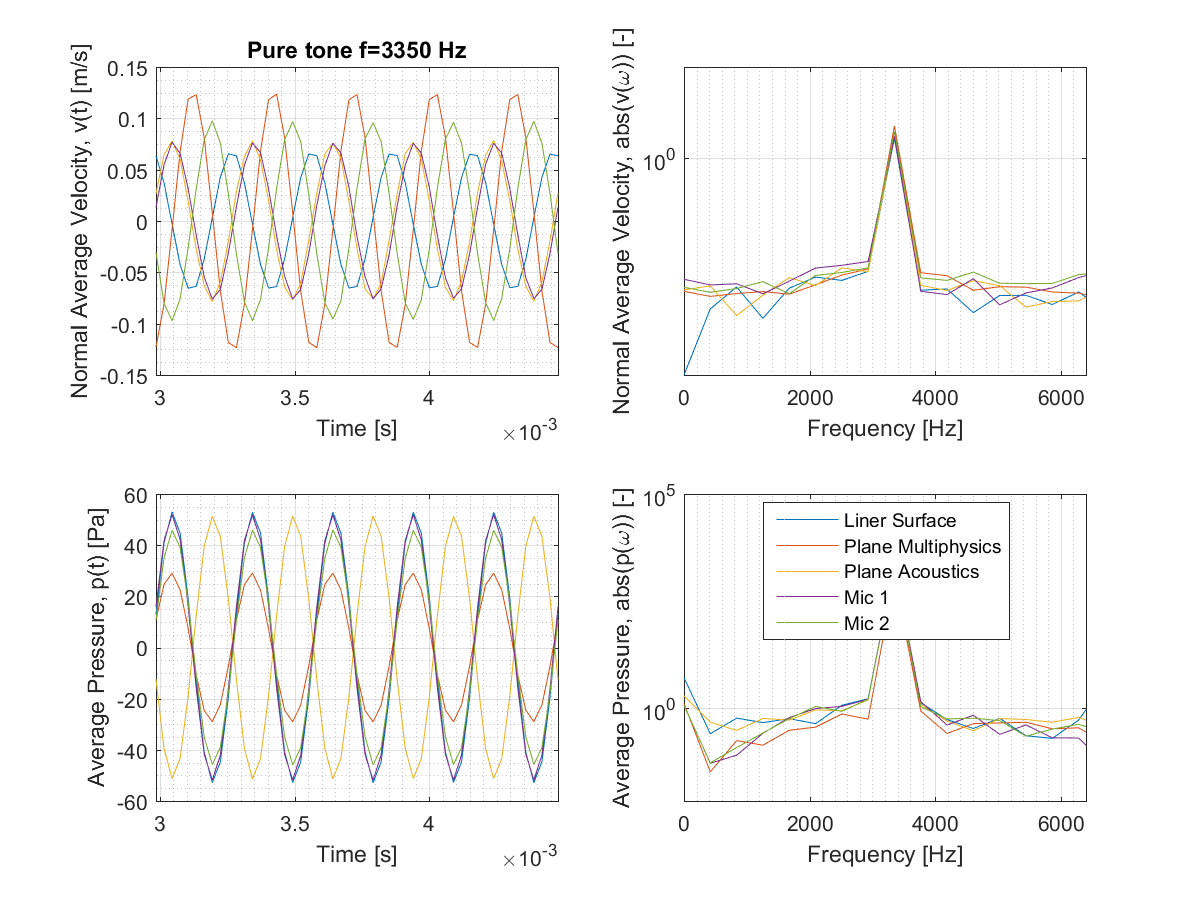 Pure tone f=3350 Hz
Normal Average Velocity, v(t) [m/s]
0.15
0.1
0.05
0
-0.05
-0.1
-0.15
3
3.5
4
Time [s]
×10-3
Normal Average Velocity, abs(v(ω)) [-]
100
0
2000
4000
6000
Frequency [Hz]
Average Pressure, p(t) [Pa]
60
40
20
0
-20
-40
-60
3
3.5
4
Time [s]
×10-3
Average Pressure, abs(p(ω)) [-]
105
100
Liner Surface
Plane Multiphysics
Plane Acoustics
Mic 1
Mic 2
0
2000
4000
6000
Frequency [Hz]